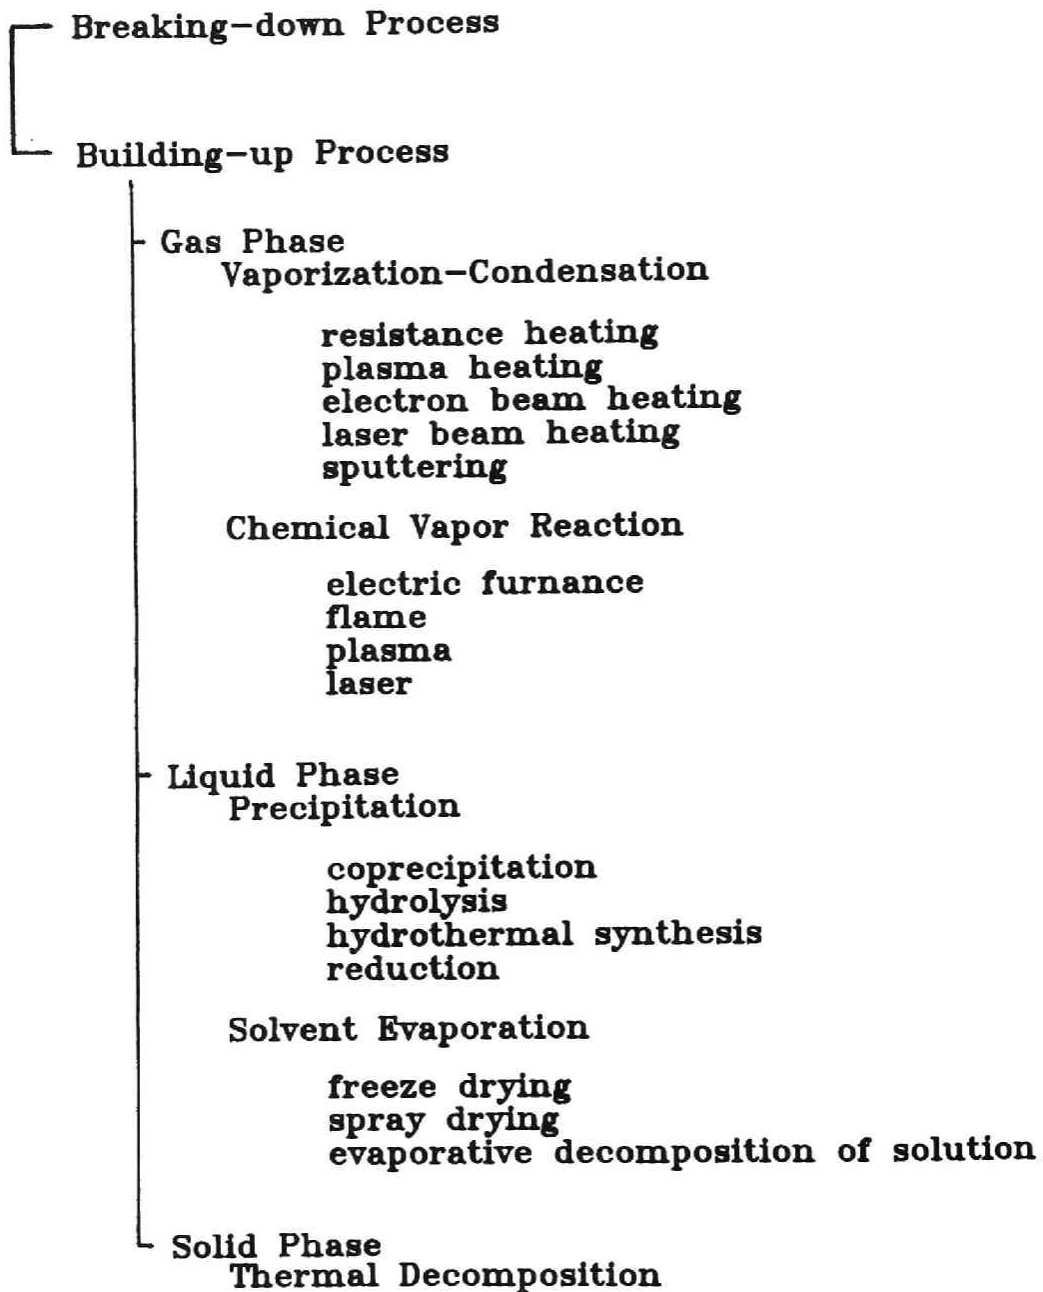 Breaking-down Process
Building-up Process
Gas Phase
Vaporization-Condensation
resistance heating
plasma heating
electron beam heating
laser beam heating
sputtering
Chemical Vapor Reaction
electric furnance
flame
plasma
laser
Liquid Phase
Precipitation
coprecipitation
hydrolysis
hydrothermal synthesis
reduction
Solvent Evaporation
freeze drying
spray drying
evaporative decomposition of solution
Solid Phase
Thermal Decomposition